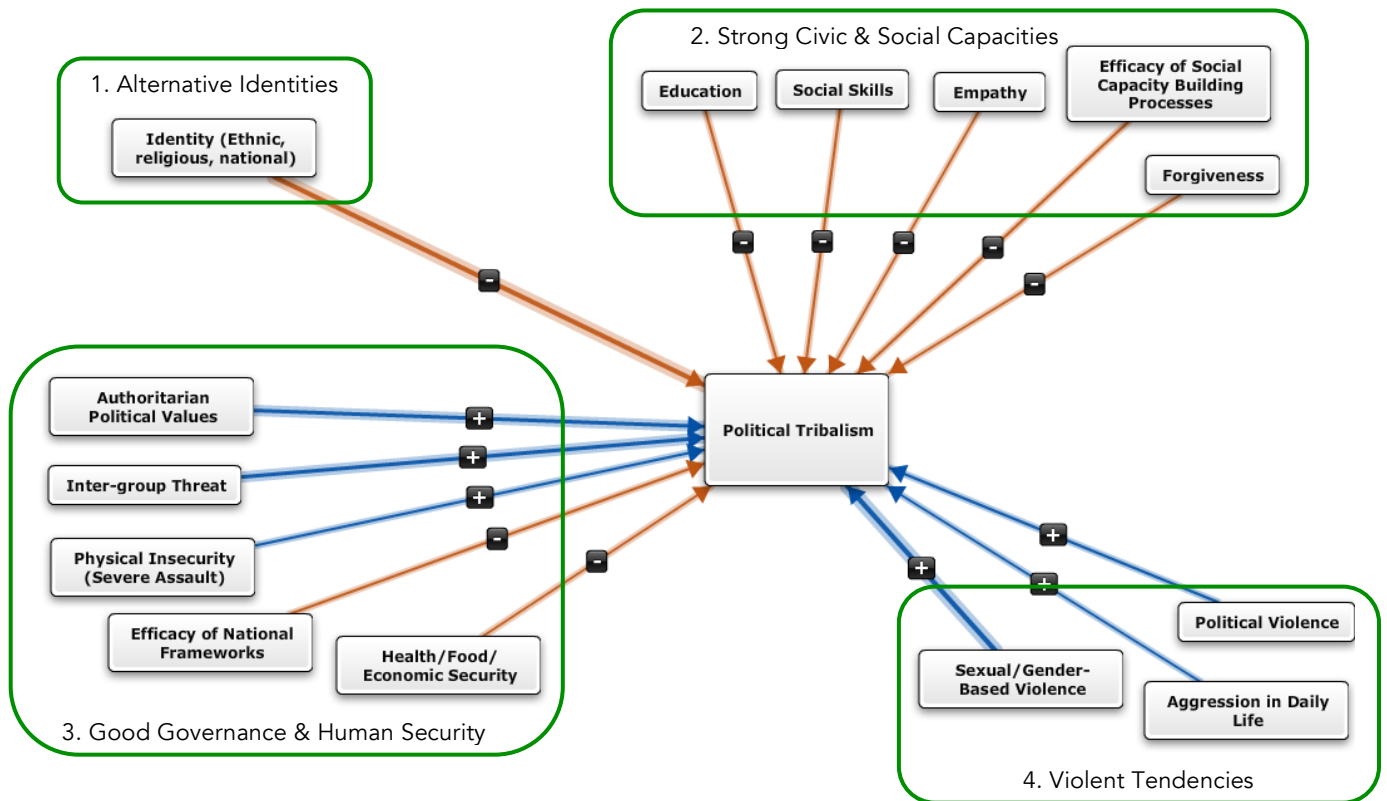 1. Alternative Identities
Identity (Ethnic,
religious, national)
2. Strong Civic & Social Capacities
Education
Social Skills
Empathy
Efficacy of Social
Capacity Building
Processes
Forgiveness
-
-
-
-
-
-
Authoritarian
Political Values
Inter-group Threat
Physical Insecurity
(Severe Assault)
Efficacy of National
Frameworks
Health/Food/
Economic Security
3. Good Governance & Human Security
+
+
+
-
-
Political Tribalism
+
+
+
Political Violence
Sexual/Gender-
Based Violence
Aggression in Daily
Life
4. Violent Tendencies